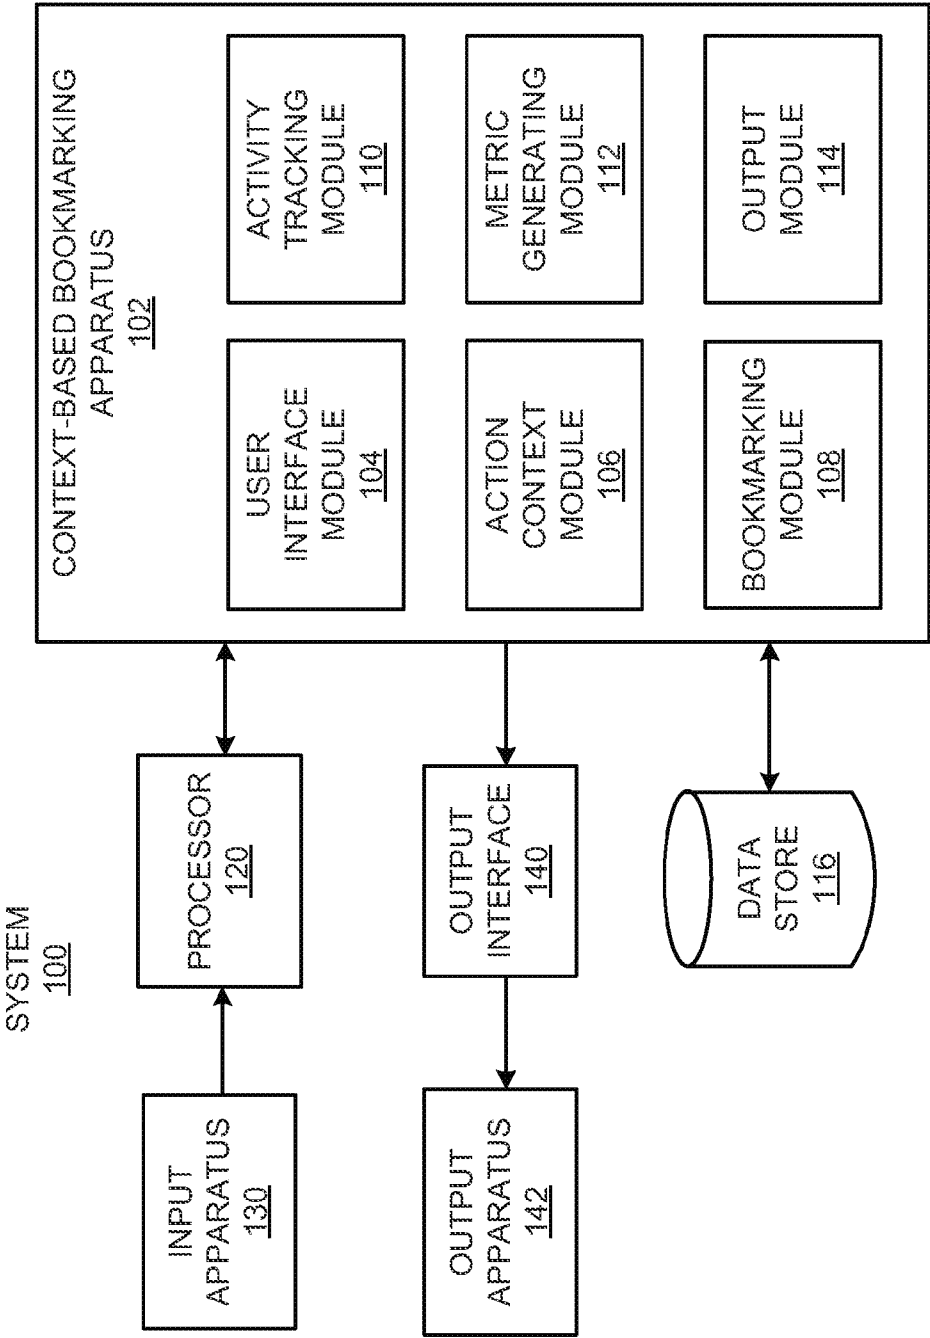 SYSTEM
100
CONTEXT-BASED BOOKMARKING
APPARATUS
102
INPUT
APPARATUS
130
PROCESSOR
120
USER
INTERFACE
MODULE
104
ACTIVITY
TRACKING
MODULE
110
OUTPUT
APPARATUS
142
OUTPUT
INTERFACE
140
ACTION
CONTEXT
MODULE
106
METRIC
GENERATING
MODULE
112
DATA
STORE
116
BOOKMARKING
MODULE
108
OUTPUT
MODULE
114